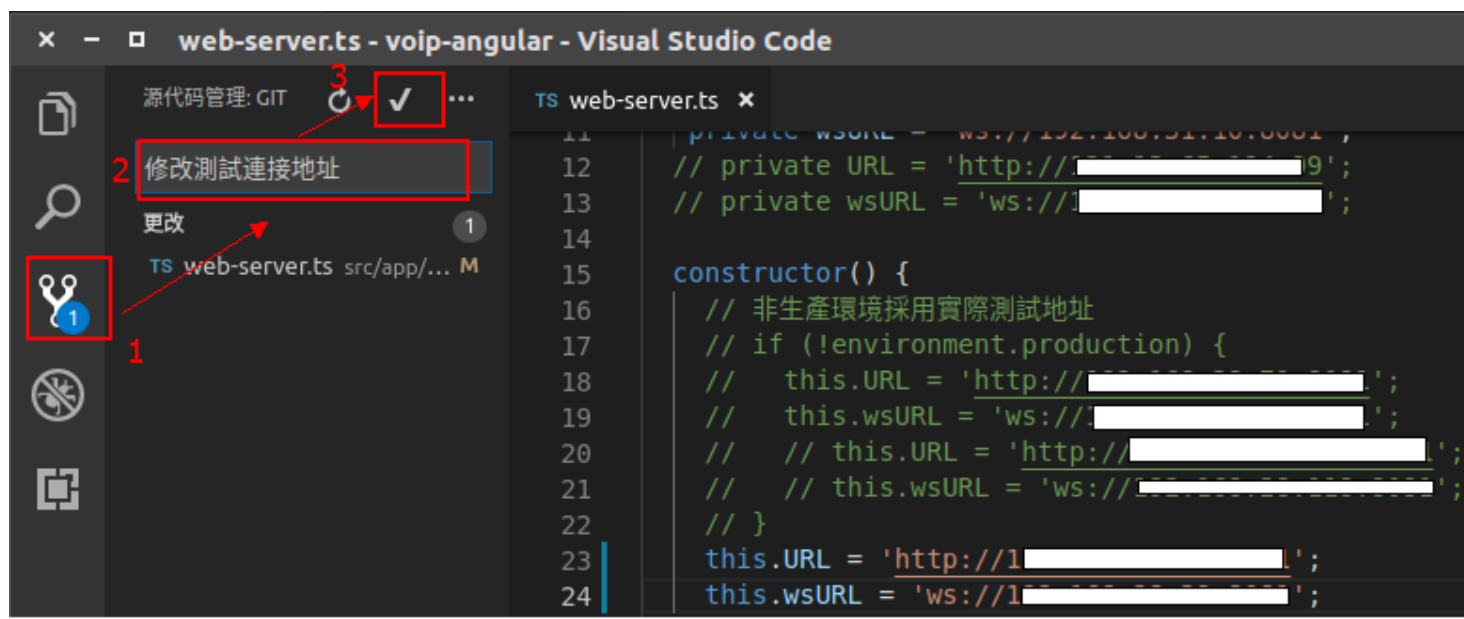 web-server.ts - voip-angular - Visual Studio Code
源代码管理: GIT
3
TS web-server.ts
2
修改測試連接地址
更改
1
TS web-server.ts src/app/... M
1
1
11
12 // private URL = 'http:// 9';
13 // private wsURL = 'ws://1 ';
14
15 constructor() {
16 // 非生產環境採用實際測試地址
17 // if (!environment.production) {
18 // this.URL = 'http:// ';
19 // this.wsURL = 'ws:// ';
20 // // this.URL = 'http:// ';
21 // // this.wsURL = 'ws:// ';
22 // }
23 this.URL = 'http://1 ';
24 this.wsURL = 'ws://1 ';